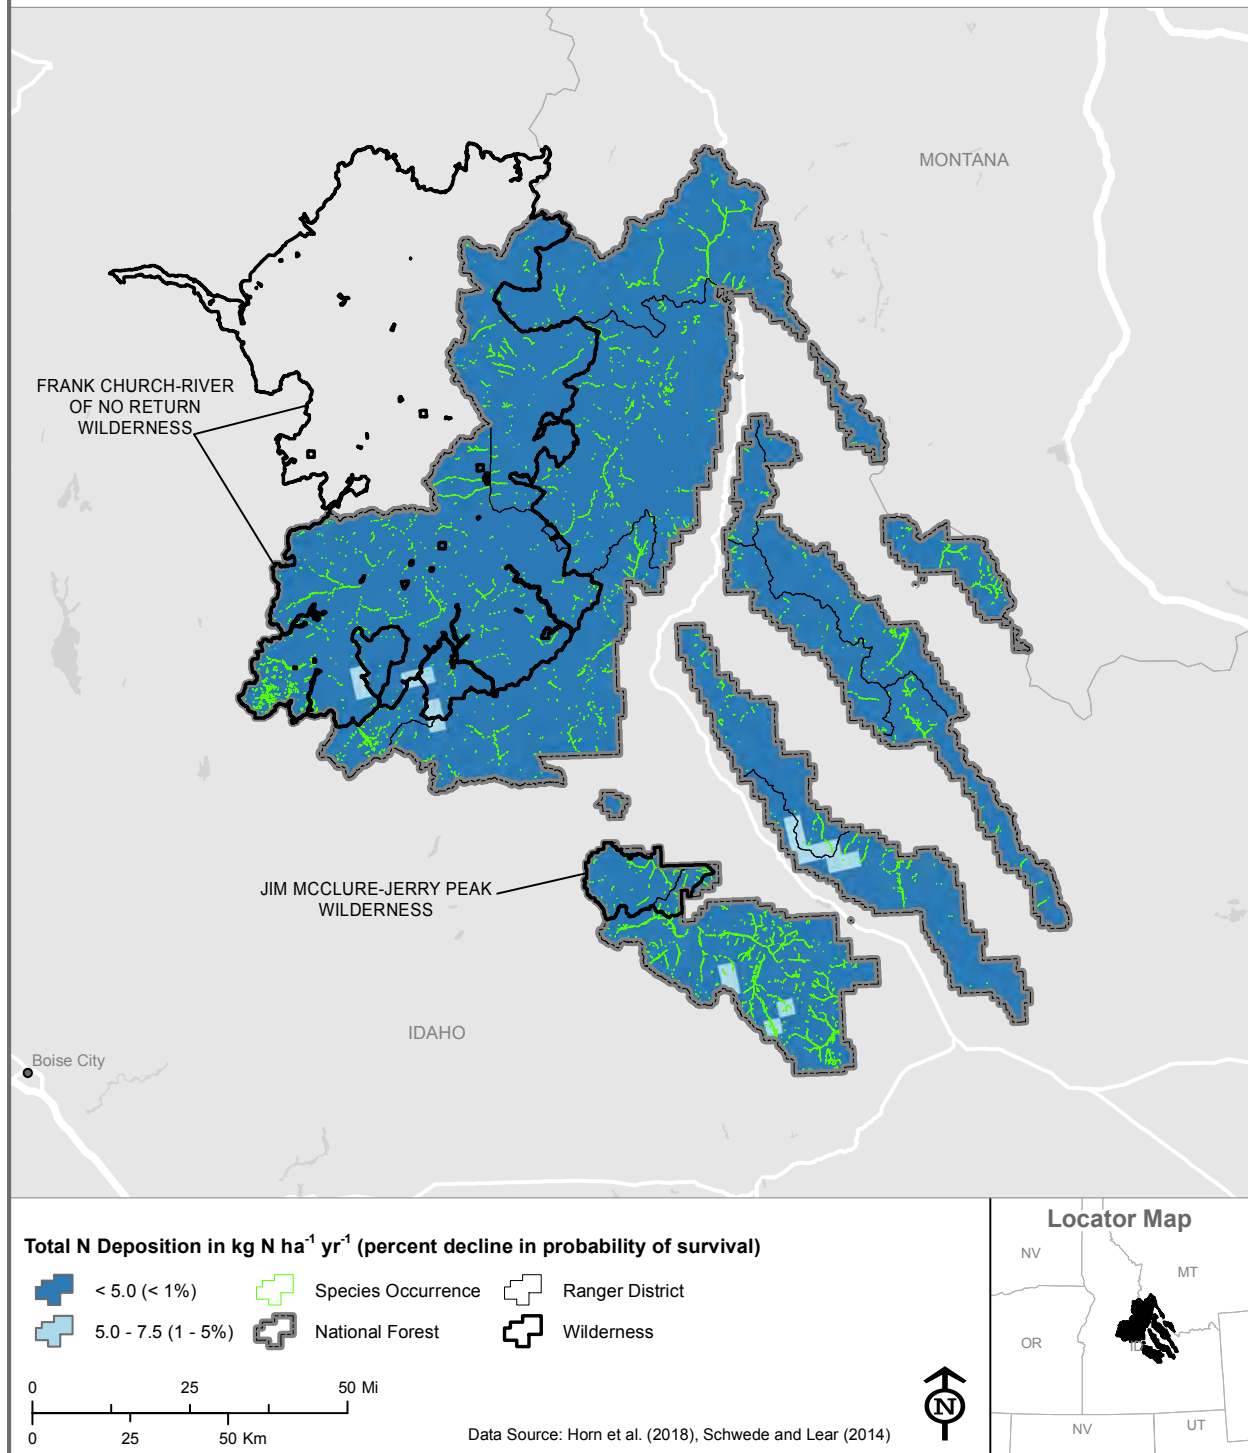 MONTANA
FRANK CHURCH-RIVER
OF NO RETURN
WILDERNESS
JIM MCCLURE-JERRY PEAK
WILDERNESS
IDAHO
Boise City
Total N Deposition in kg N ha⁻¹ yr⁻¹ (percent decline in probability of survival)
< 5.0 (< 1%)
Species Occurrence
Ranger District
5.0 - 7.5 (1 - 5%)
National Forest
Wilderness
0 25 50 Mi
0 25 50 Km
Data Source: Horn et al. (2018), Schwede and Lear (2014)
N
Locator Map
NV
MT
OR
ID
NV
UT